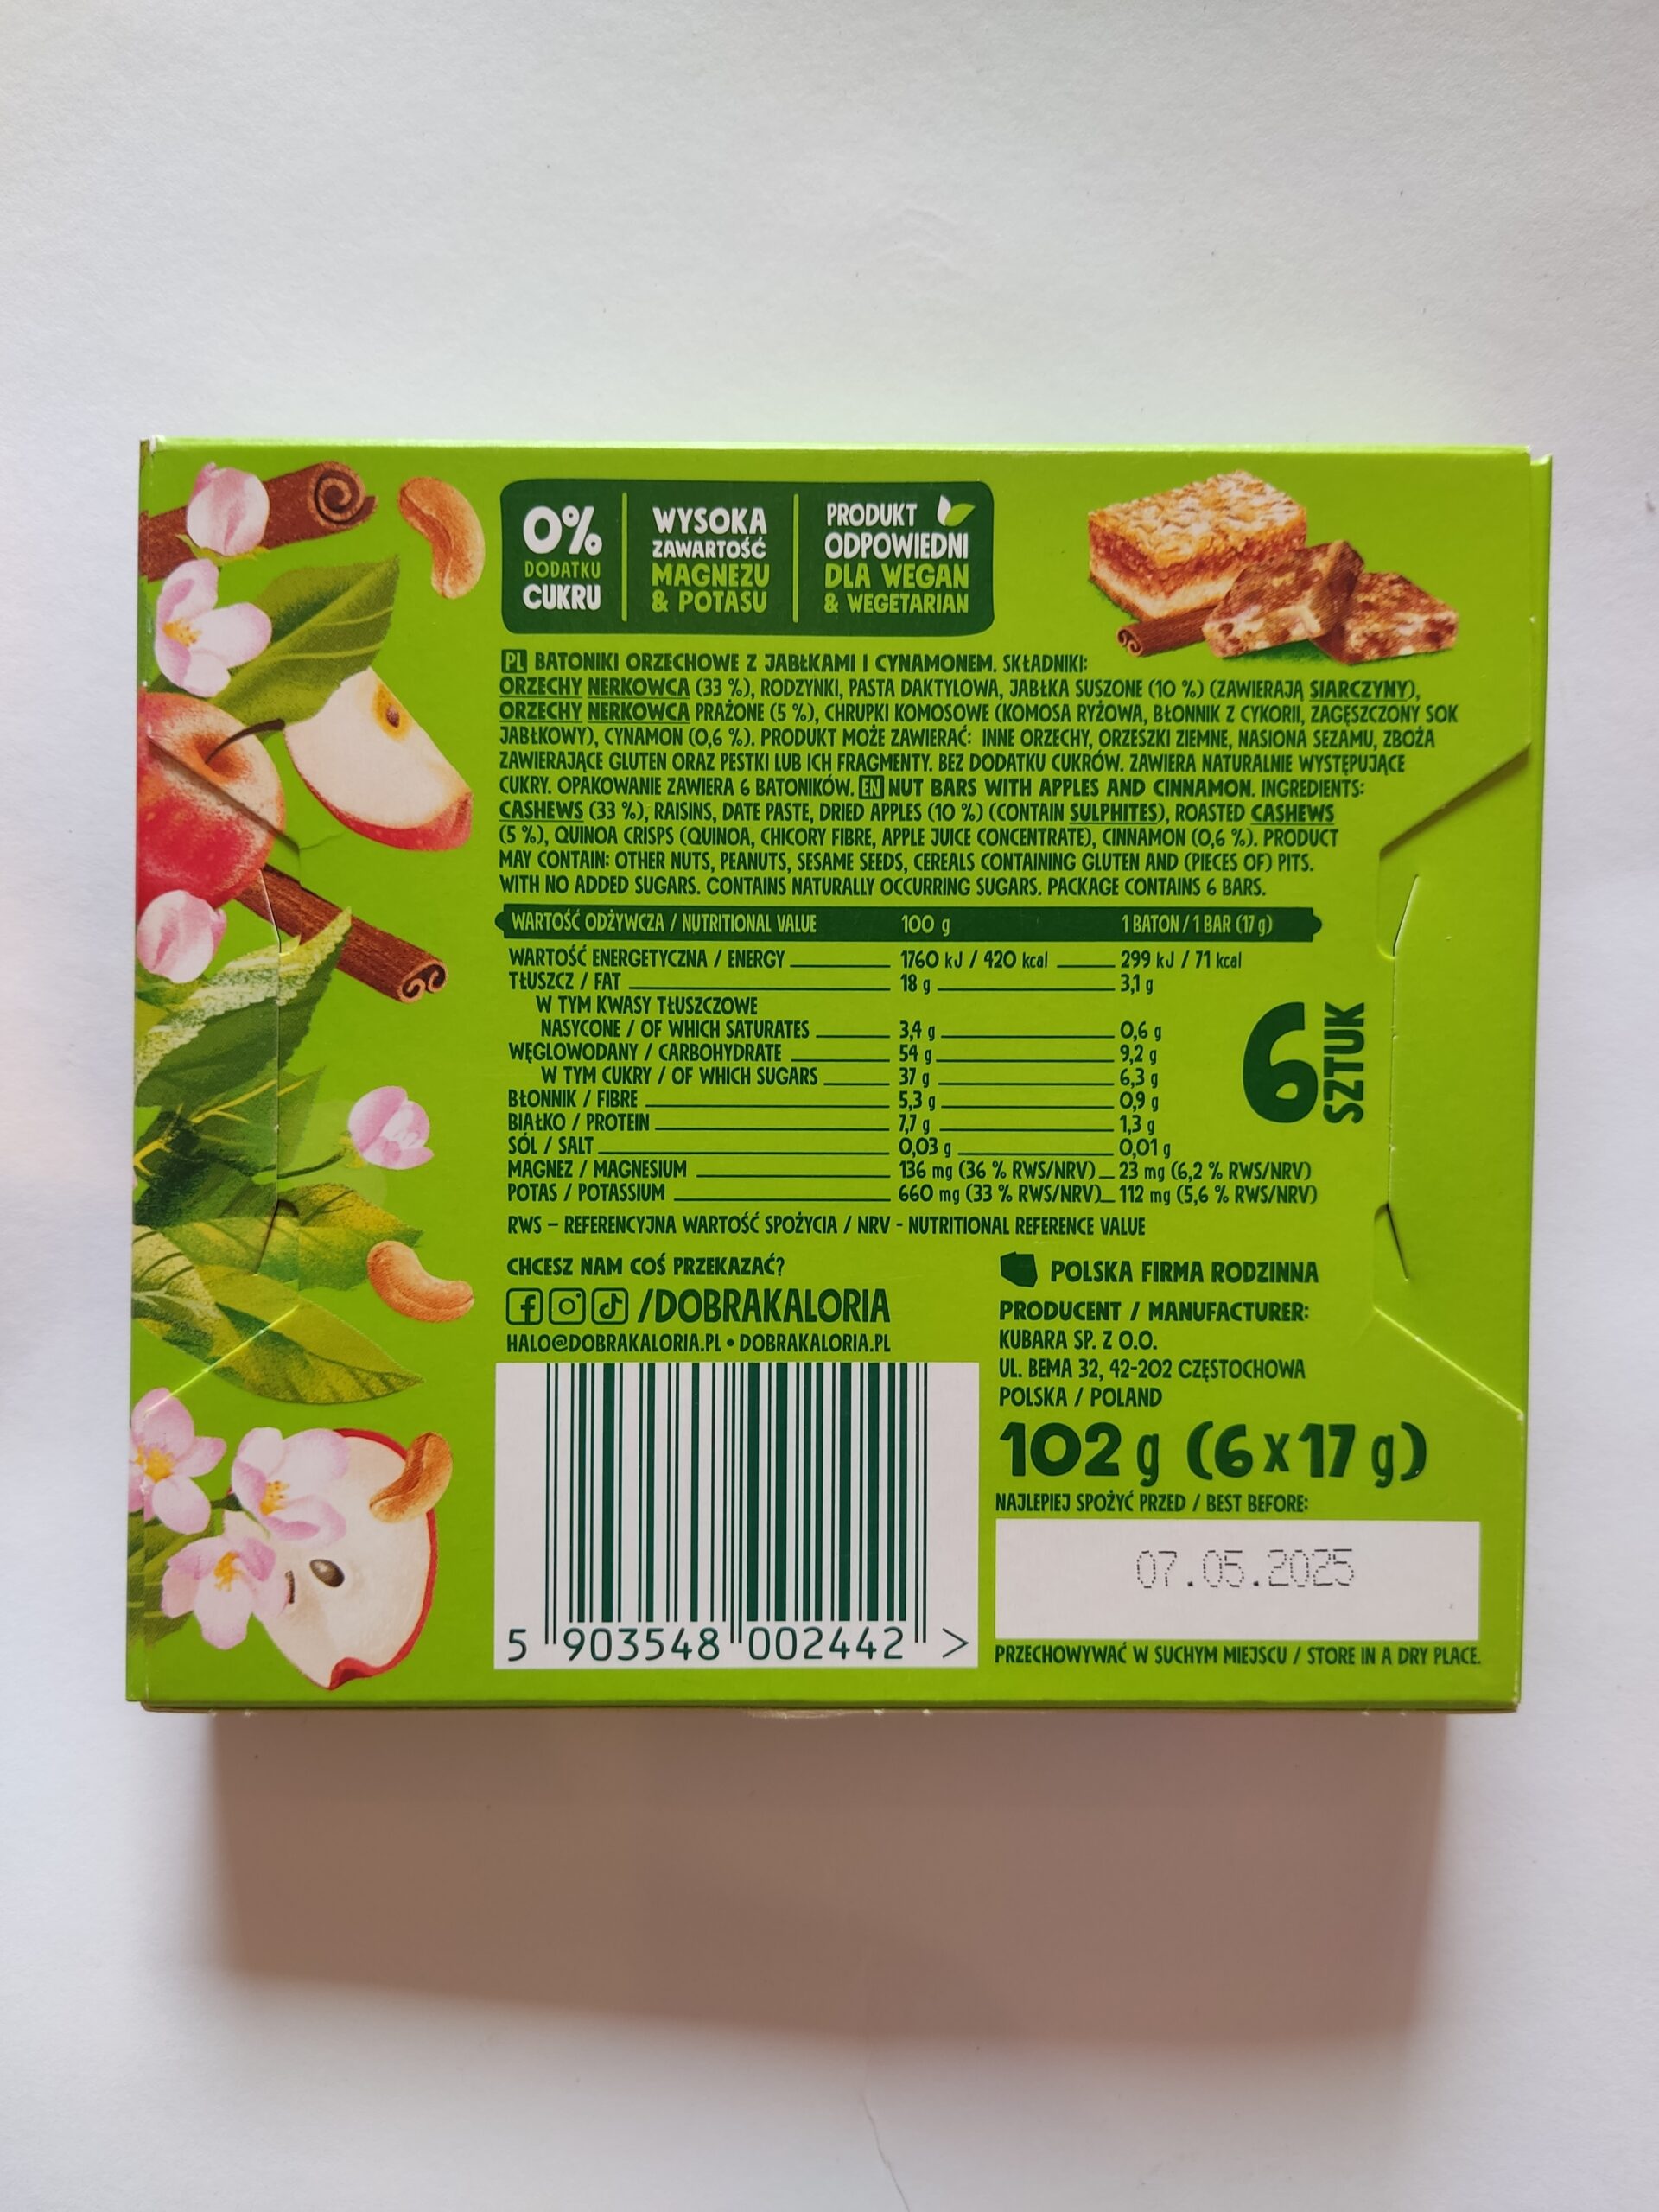 0%
DODATKU
CUKRU
WYSOKA
ZAWARTOŚĆ
MAGNEZU
& POTASU
PRODUKT
ODPOWIEDNI
DLA WEGAN
& WEGETARIAN
PL BATONIKI ORZECHOWE Z JABŁKAMI I CYNAMONEM. SKŁADNIKI:
ORZECHY NERKOWCA (33 %), RODZYNKI, PASTA DAKTYLOWA, JABŁKA SUSZONE (10 %) (ZAWIERAJĄ SIARCZYNY),
ORZECHY NERKOWCA PRAŻONE (5 %), CHRUPKI KOMOSOWE (KOMOSA RYŻOWA, BŁONNIK Z CYKORII, ZAGĘSZCZONY SOK
JABŁKOWY), CYNAMON (0,6 %). PRODUKT MOŻE ZAWIERAĆ: INNE ORZECHY, ORZESZKI ZIEMNE, NASIONA SEZAMU, ZBOŻA
ZAWIERAJĄCE GLUTEN ORAZ PESTKI LUB ICH FRAGMENTY. BEZ DODATKU CUKRÓW. ZAWIERA NATURALNIE WYSTĘPUJĄCE
CUKRY. OPAKOWANIE ZAWIERA 6 BATONIKÓW. EN NUT BARS WITH APPLES AND CINNAMON. INGREDIENTS:
CASHEWS (33 %), RAISINS, DATE PASTE, DRIED APPLES (10 %) (CONTAIN SULPHITES), ROASTED CASHEWS
(5 %), QUINOA CRISPS (QUINOA, CHICORY FIBRE, APPLE JUICE CONCENTRATE), CINNAMON (0,6 %). PRODUCT
MAY CONTAIN: OTHER NUTS, PEANUTS, SESAME SEEDS, CEREALS CONTAINING GLUTEN AND (PIECES OF) PITS.
WITH NO ADDED SUGARS. CONTAINS NATURALLY OCCURRING SUGARS. PACKAGE CONTAINS 6 BARS.
WARTOŚĆ ODŻYWCZA / NUTRITIONAL VALUE 100 g 1 BATON / 1 BAR (17 g)
WARTOŚĆ ENERGETYCZNA / ENERGY 1760 kJ / 420 kcal 299 kJ / 71 kcal
TŁUSZCZ / FAT 18 g 3,1 g
W TYM KWASY TŁUSZCZOWE
NASYCONE / OF WHICH SATURATES 3,4 g 0,6 g
WĘGLOWODANY / CARBOHYDRATE 54 g 9,2 g
W TYM CUKRY / OF WHICH SUGARS 37 g 6,3 g
BŁONNIK / FIBRE 5,3 g 0,9 g
BIAŁKO / PROTEIN 7,7 g 1,3 g
SÓL / SALT 0,03 g 0,01 g
MAGNEZ / MAGNESIUM 136 mg (36 % RWS/NRV) 23 mg (6,2 % RWS/NRV)
POTAS / POTASSIUM 660 mg (33 % RWS/NRV) 112 mg (5,6 % RWS/NRV)
6 SZTUK
RWS – REFERENCYJNA WARTOŚĆ SPOŻYCIA / NRV - NUTRITIONAL REFERENCE VALUE
CHCESZ NAM COŚ PRZEKAZAĆ?
/DOBRAKALORIA
HALO@DOBRAKALORIA.PL • DOBRAKALORIA.PL
5 903548 002442 >
POLSKA FIRMA RODZINNA
PRODUCENT / MANUFACTURER:
KUBARA SP. Z O.O.
UL. BEMA 32, 42-202 CZĘSTOCHOWA
POLSKA / POLAND
102 g (6 x 17 g)
NAJLEPIEJ SPOŻYĆ PRZED / BEST BEFORE:
07.05.2025
PRZECHOWYWAĆ W SUCHYM MIEJSCU / STORE IN A DRY PLACE.